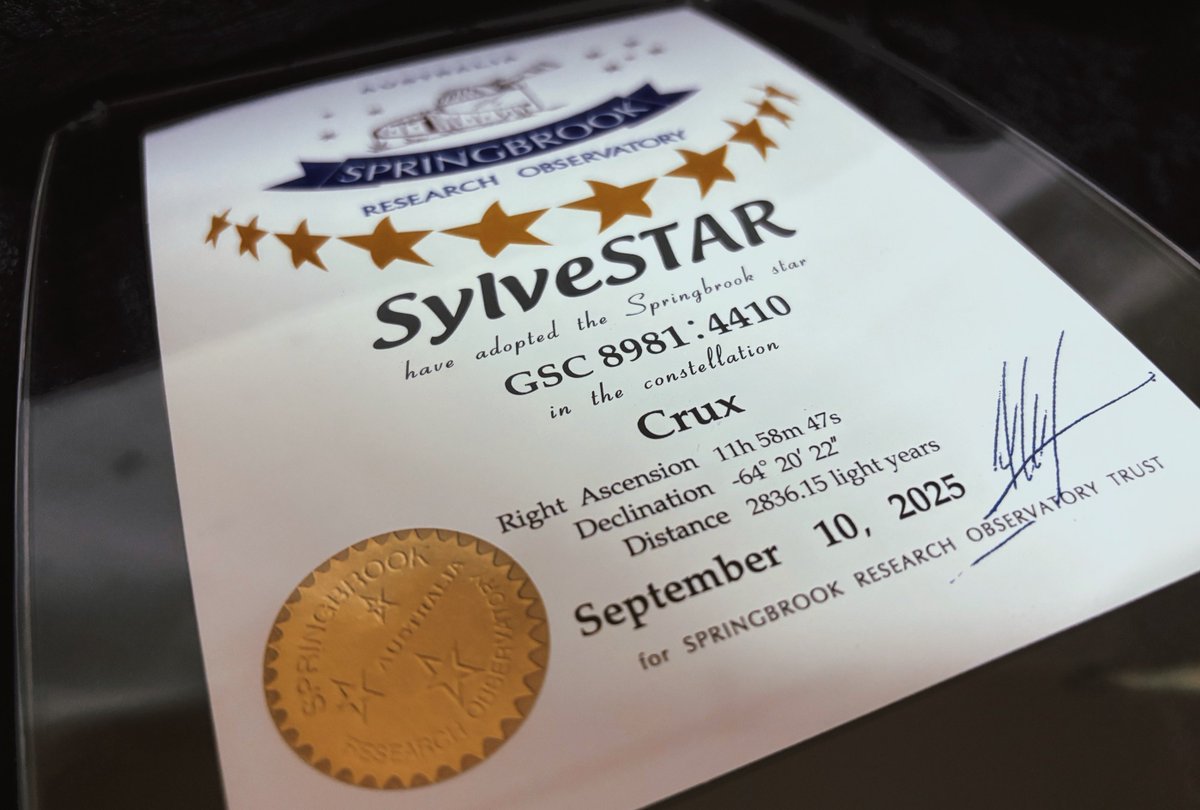 AUSTRALIA
SPRINGBROOK
RESEARCH OBSERVATORY
SylveSTAR
have adopted the Springbrook star
GSC 8981:4410
in the constellation
Crux
Right Ascension 11h 58m 47s
Declination -64° 20' 22"
Distance 2836.15 light years
September 10, 2025
for SPRINGBROOK RESEARCH OBSERVATORY TRUST
SPRINGBROOK
AUSTRALIA
RESEARCH OBSERVATORY